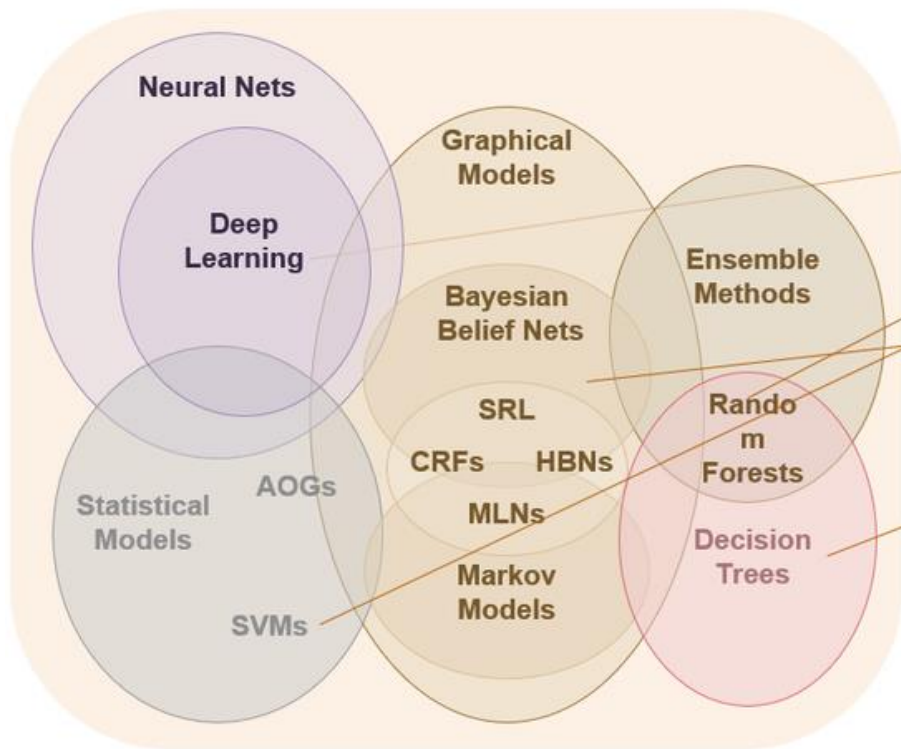 Neural Nets
Deep
Learning
Graphical
Models
Bayesian
Belief Nets
SRL
CRFs
HBNs
MLNs
Markov
Models
Ensemble
Methods
Rando
m
Forests
Decision
Trees
Statistical
Models
AOGs
SVMs